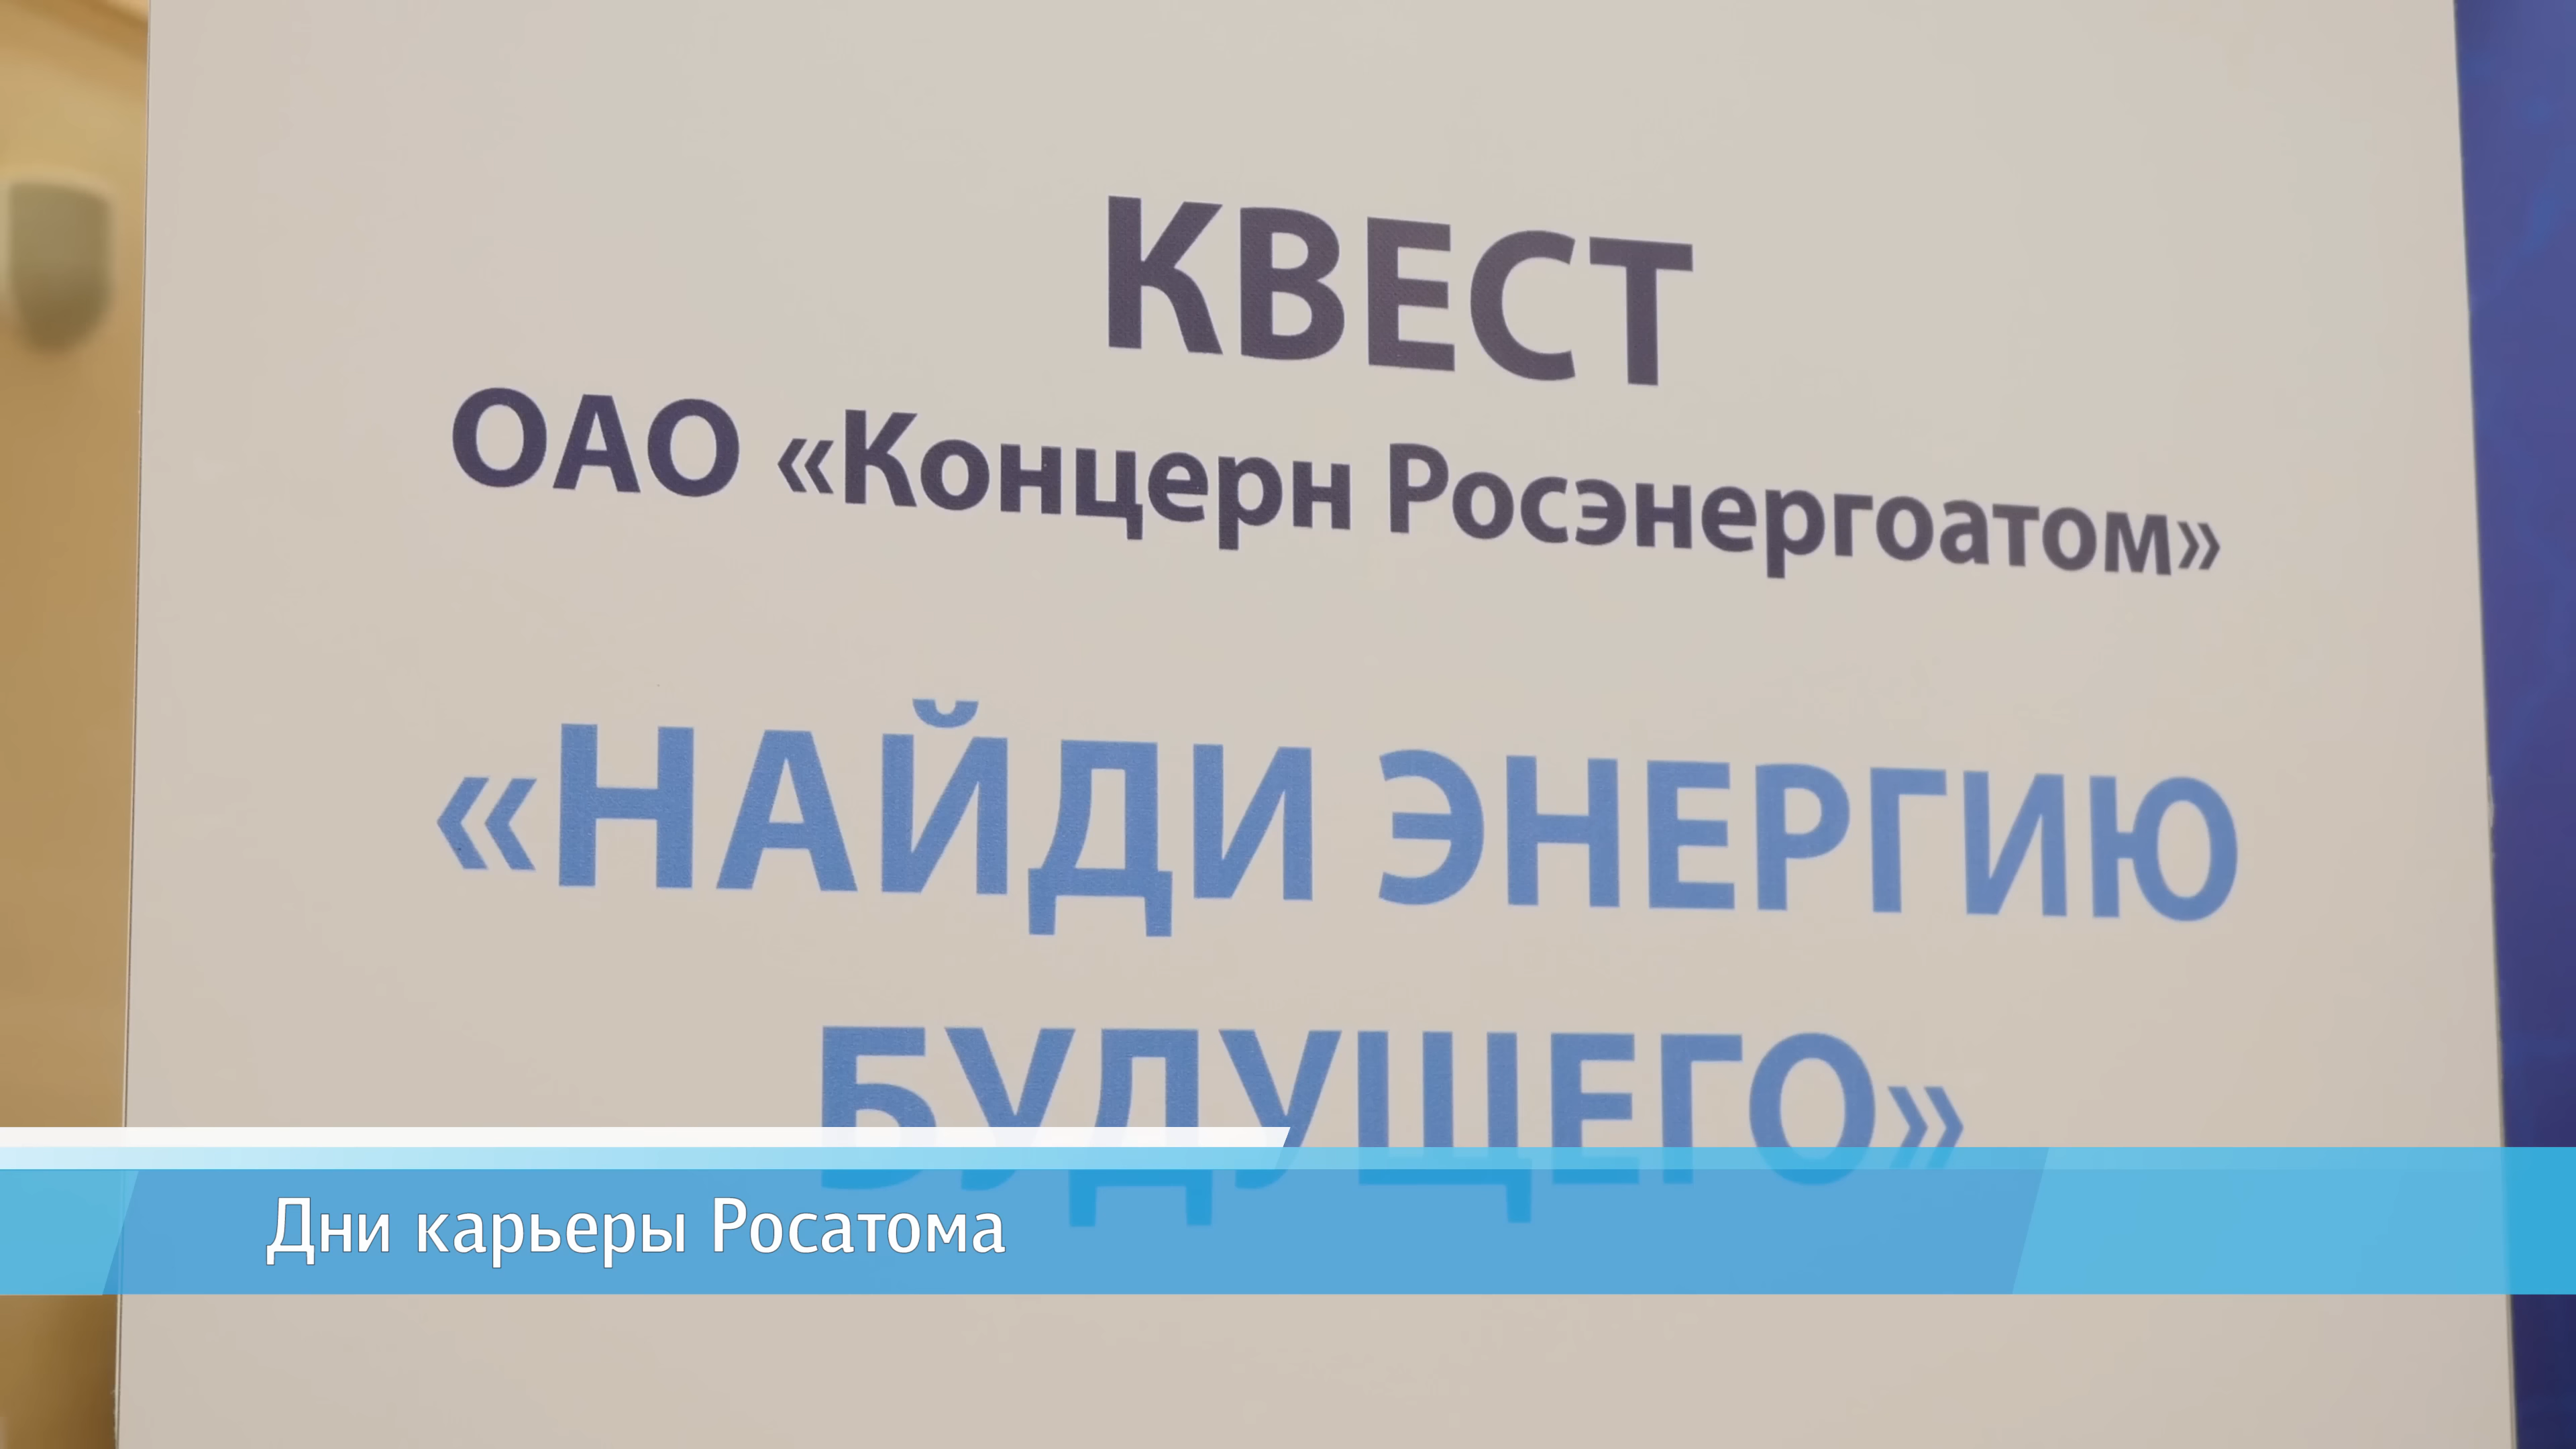 КВЕСТ
ОАО «Концерн Росэнергоатом»
«НАЙДИ ЭНЕРГИЮ
БУДУЩЕГО»
Дни карьеры Росатома